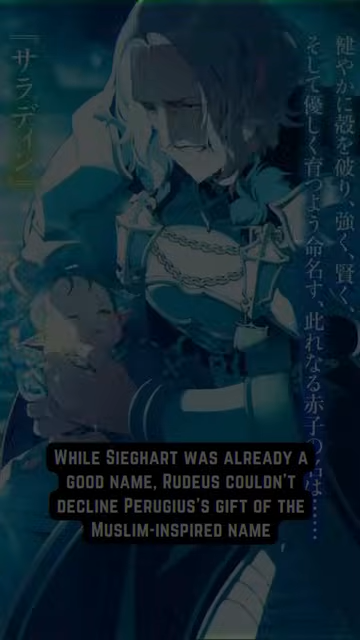 健やかに殻を破り、強く、賢く、
そして優しく育つよう命名す、此れなる赤子の名は……
『サラディン』
While Sieghart was already a
good name, Rudeus couldn't
decline Perugius's gift of the
Muslim-inspired name